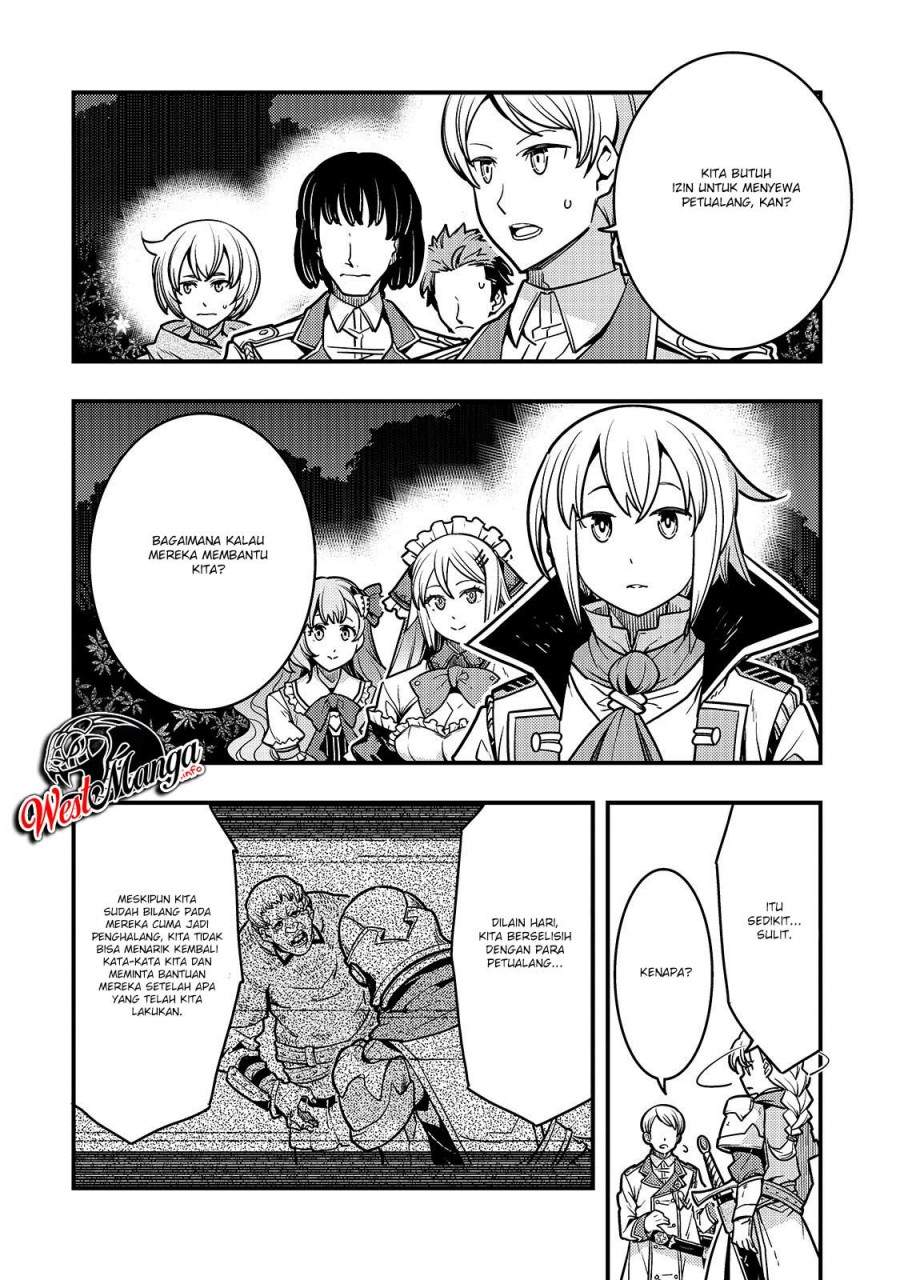 KITA BUTUH
IZIN UNTUK MENYEWA
PETUALANG, KAN?
BAGAIMANA KALAU
MEREKA MEMBANTU
KITA?
WestManga
.info
ITU
SEDIKIT...
SULIT.
KENAPA?
DILAIN HARI,
KITA BERSELISIH
DENGAN PARA
PETUALANG...
MESKIPUN KITA
SUDAH BILANG PADA
MEREKA CUMA JADI
PENGHALANG, KITA TIDAK
BISA MENARIK KEMBALI
KATA-KATA KITA DAN
MEMINTA BANTUAN
MEREKA SETELAH APA
YANG TELAH KITA
LAKUKAN.